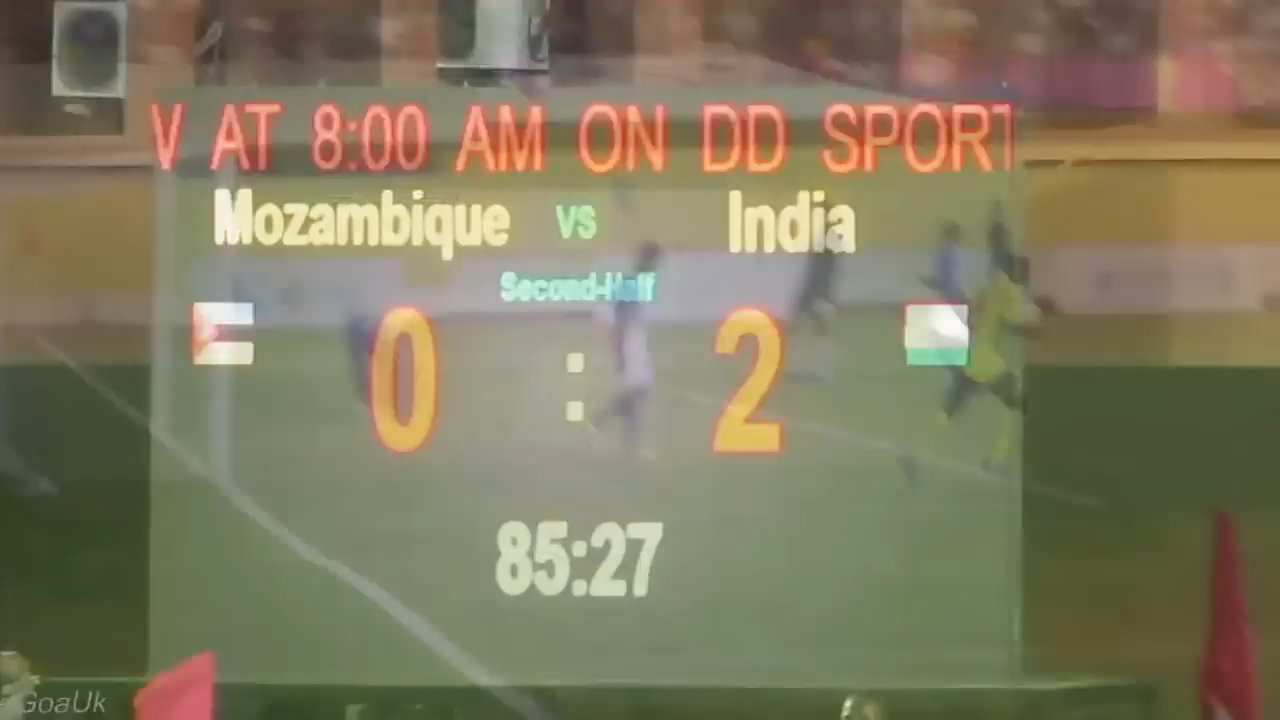 V AT 8:00 AM ON DD SPORT
Mozambique vs India
Second-Half
0 : 2
85:27
GoaUk